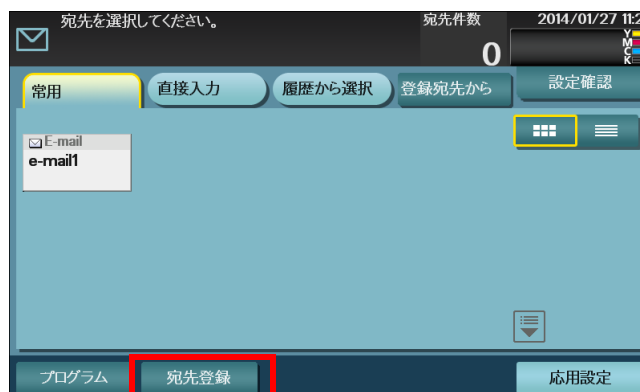 宛先を選択してください。
宛先件数
0
2014/01/27 11:2
Y
M
C
K
常用
直接入力
履歴から選択
登録宛先から
設定確認
E-mail
e-mail1
プログラム
宛先登録
応用設定